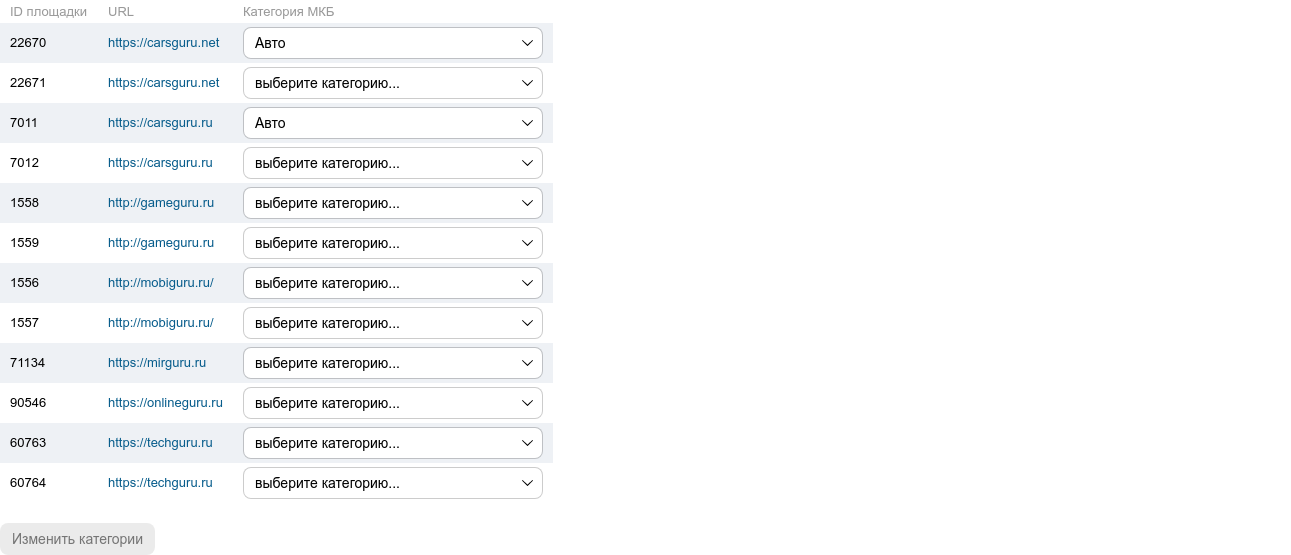 ID площадки URL Категория МКБ
22670 https://carsguru.net Авто
22671 https://carsguru.net выберите категорию...
7011 https://carsguru.ru Авто
7012 https://carsguru.ru выберите категорию...
1558 http://gameguru.ru выберите категорию...
1559 http://gameguru.ru выберите категорию...
1556 http://mobiguru.ru/ выберите категорию...
1557 http://mobiguru.ru/ выберите категорию...
71134 https://mirguru.ru выберите категорию...
90546 https://onlineguru.ru выберите категорию...
60763 https://techguru.ru выберите категорию...
60764 https://techguru.ru выберите категорию...
Изменить категории